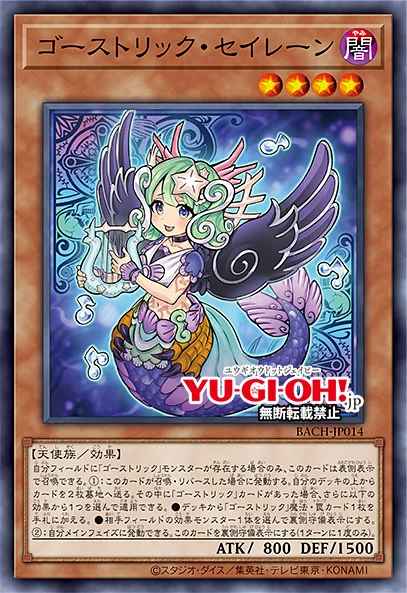 ゴーストリック・セイレーン
やみ
闇
ユウギオウドットジェイピー
YU-GI-OH!.jp
無断転載禁止
BACH-JP014
【天使族/効果】
自分フィールドに「ゴーストリック」モンスターが存在する場合のみ、このカードは表側表示
で召喚できる。①:このカードが召喚・リバースした場合に発動する。自分のデッキの上から
カードを2枚墓地へ送る。その中に「ゴーストリック」カードがあった場合、さらに以下の
効果から1つを選んで適用できる。●デッキから「ゴーストリック」魔法・罠カード1枚を
手札に加える。●相手フィールドの効果モンスター1体を選んで裏側守備表示にする。
②:自分メインフェイズに発動できる。このカードを裏側守備表示にする(1ターンに1度のみ)。
ATK/ 800 DEF/1500
©スタジオ・ダイス/集英社・テレビ東京・KONAMI